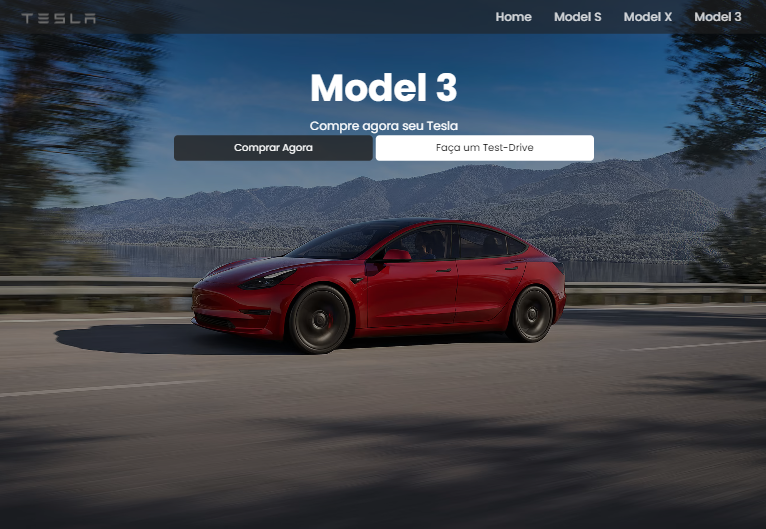 TESLA
Home Model S Model X Model 3
Model 3
Compre agora seu Tesla
Comprar Agora
Faça um Test-Drive